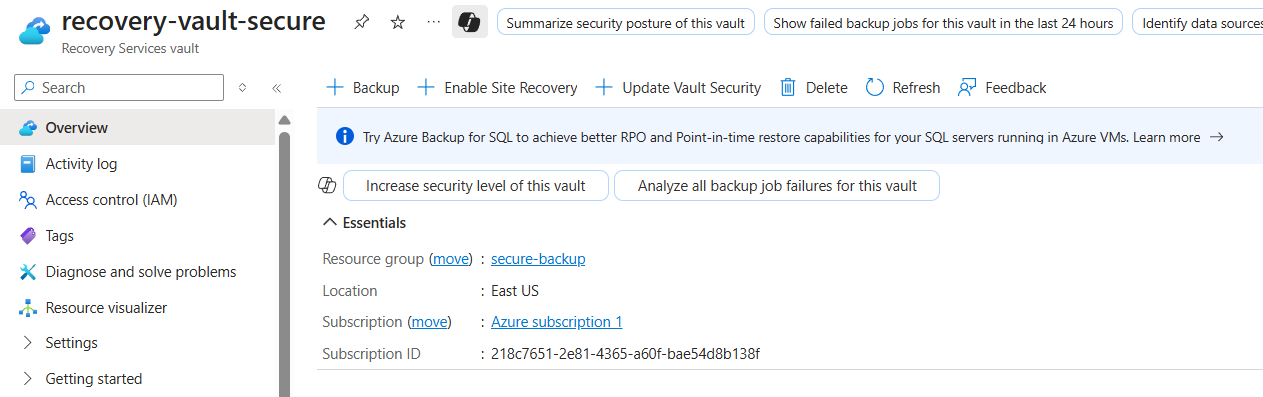 recovery-vault-secure
Recovery Services vault
Summarize security posture of this vault
Show failed backup jobs for this vault in the last 24 hours
Identify data sources
Search
Backup
Enable Site Recovery
Update Vault Security
Delete
Refresh
Feedback
Overview
Activity log
Access control (IAM)
Tags
Diagnose and solve problems
Resource visualizer
Settings
Getting started
Try Azure Backup for SQL to achieve better RPO and Point-in-time restore capabilities for your SQL servers running in Azure VMs. Learn more →
Increase security level of this vault
Analyze all backup job failures for this vault
Essentials
Resource group (move) : secure-backup
Location : East US
Subscription (move) : Azure subscription 1
Subscription ID : 218c7651-2e81-4365-a60f-bae54d8b138f